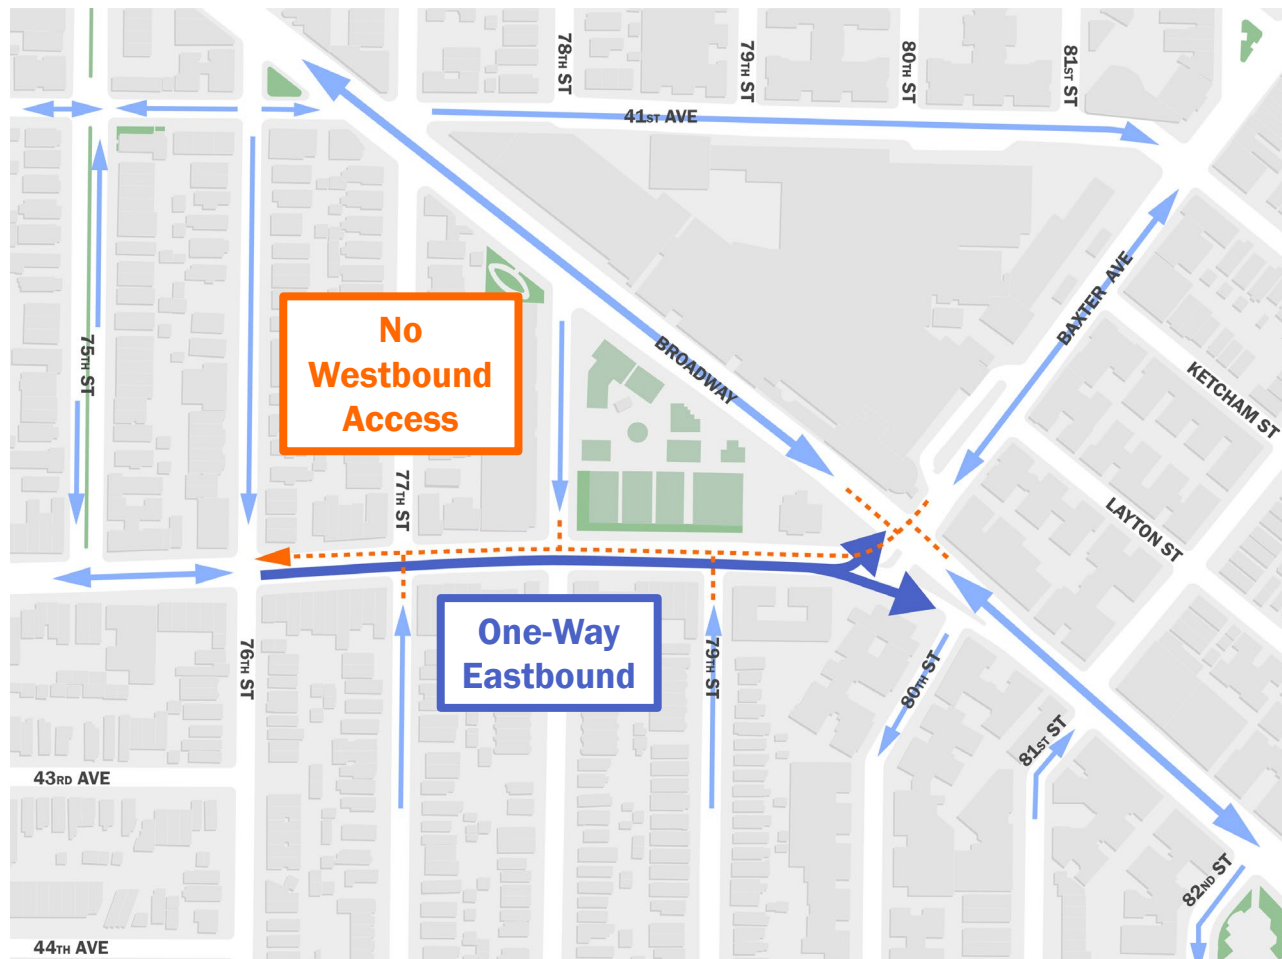 78TH ST
79TH ST
80TH ST
81ST ST
41ST AVE
No
Westbound
Access
75TH ST
BROADWAY
BAXTER AVE
KETCHAM ST
LAYTON ST
77TH ST
One-Way
Eastbound
76TH ST
79TH ST
80TH ST
81ST ST
82ND ST
43RD AVE
44TH AVE